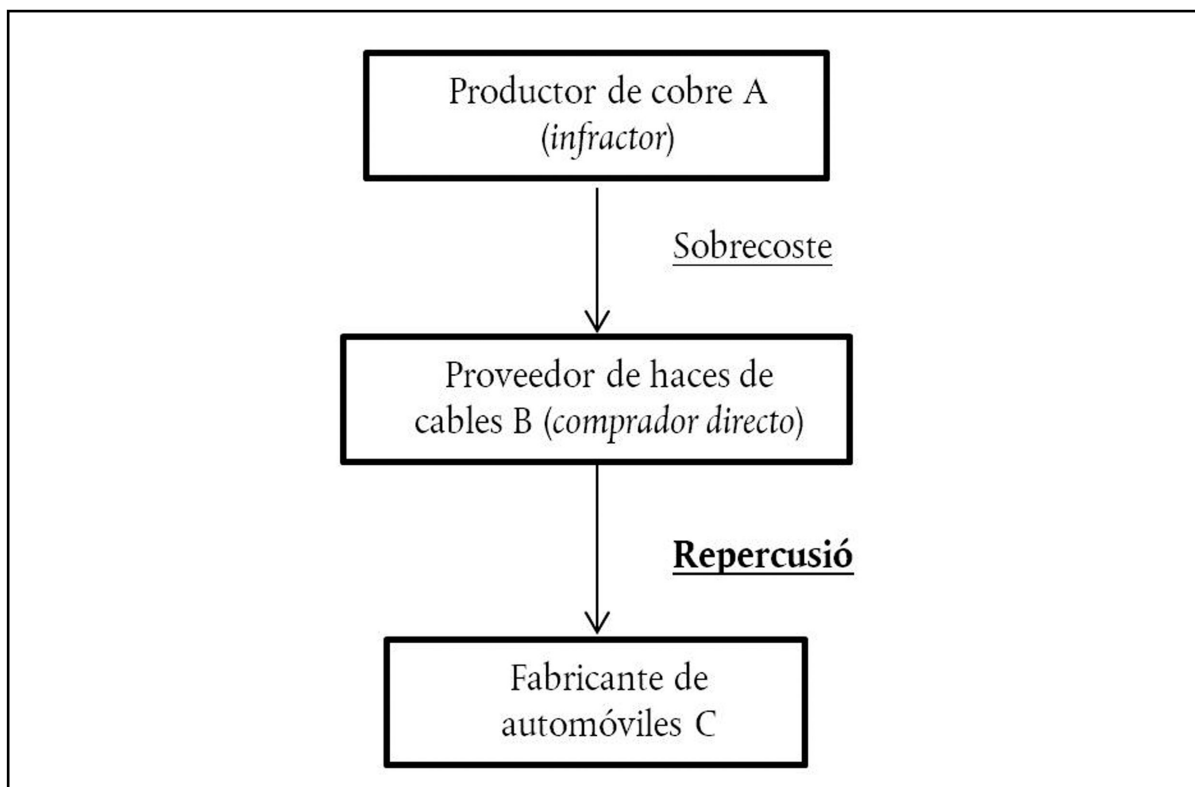 Productor de cobre A
(infractor)
Sobrecoste
Proveedor de haces de
cables B (comprador directo)
Repercusió
Fabricante de
automóviles C